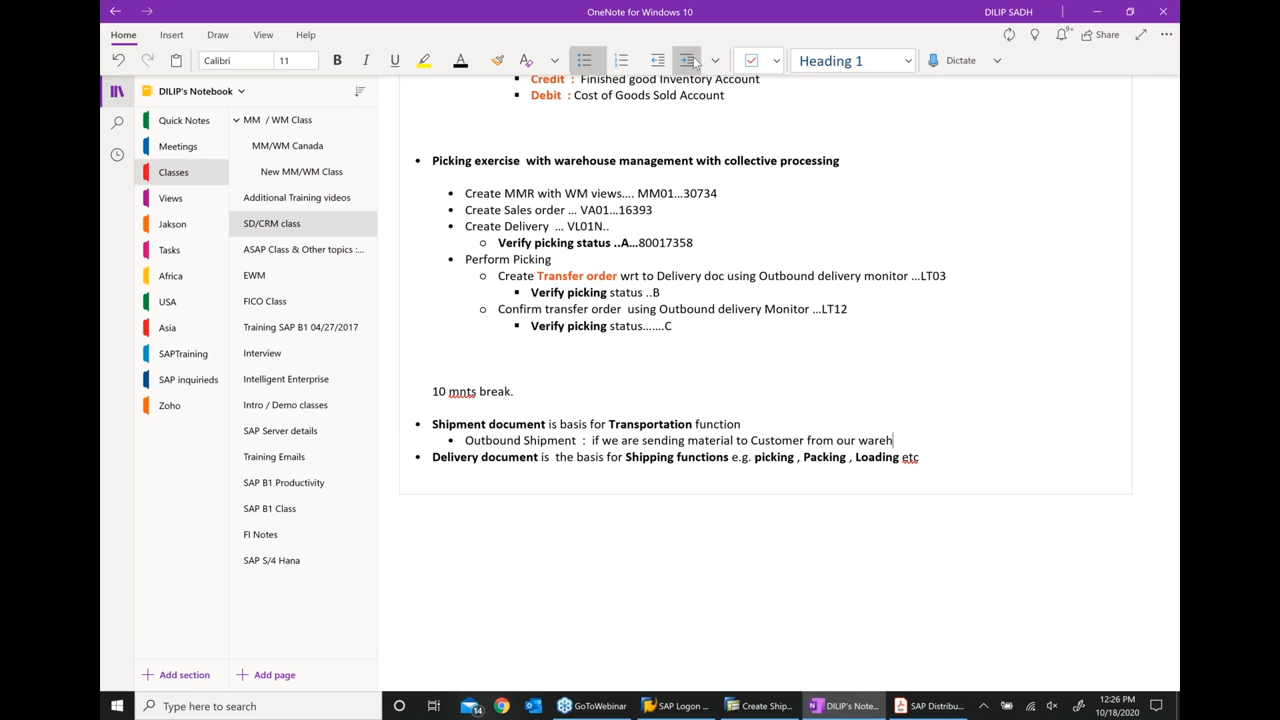 OneNote for Windows 10
DILIP SADH
Home Insert Draw View Help
Share
Calibri 11 B I U A Heading 1 Dictate
DILIP's Notebook
Quick Notes
Meetings
Classes
Views
Jakson
Tasks
Africa
USA
Asia
SAPTraining
SAP inquirieds
Zoho
Add section
MM / WM Class
MM/WM Canada
New MM/WM Class
Additional Training videos
SD/CRM class
ASAP Class & Other topics :...
EWM
FICO Class
Training SAP B1 04/27/2017
Interview
Intelligent Enterprise
Intro / Demo classes
SAP Server details
Training Emails
SAP B1 Productivity
SAP B1 Class
FI Notes
SAP S/4 Hana
Add page
Credit : Finished good Inventory Account
Debit : Cost of Goods Sold Account
Picking exercise with warehouse management with collective processing
Create MMR with WM views.... MM01...30734
Create Sales order ... VA01...16393
Create Delivery ... VL01N..
Verify picking status ..A...80017358
Perform Picking
Create Transfer order wrt to Delivery doc using Outbound delivery monitor ...LT03
Verify picking status ..B
Confirm transfer order using Outbound delivery Monitor ...LT12
Verify picking status.......C
10 mnts break.
Shipment document is basis for Transportation function
Outbound Shipment : if we are sending material to Customer from our wareh
Delivery document is the basis for Shipping functions e.g. picking , Packing , Loading etc
Type here to search
14
GoToWebinar
SAP Logon ...
Create Ship...
DILIP's Note...
SAP Distribu...
12:26 PM
10/18/2020